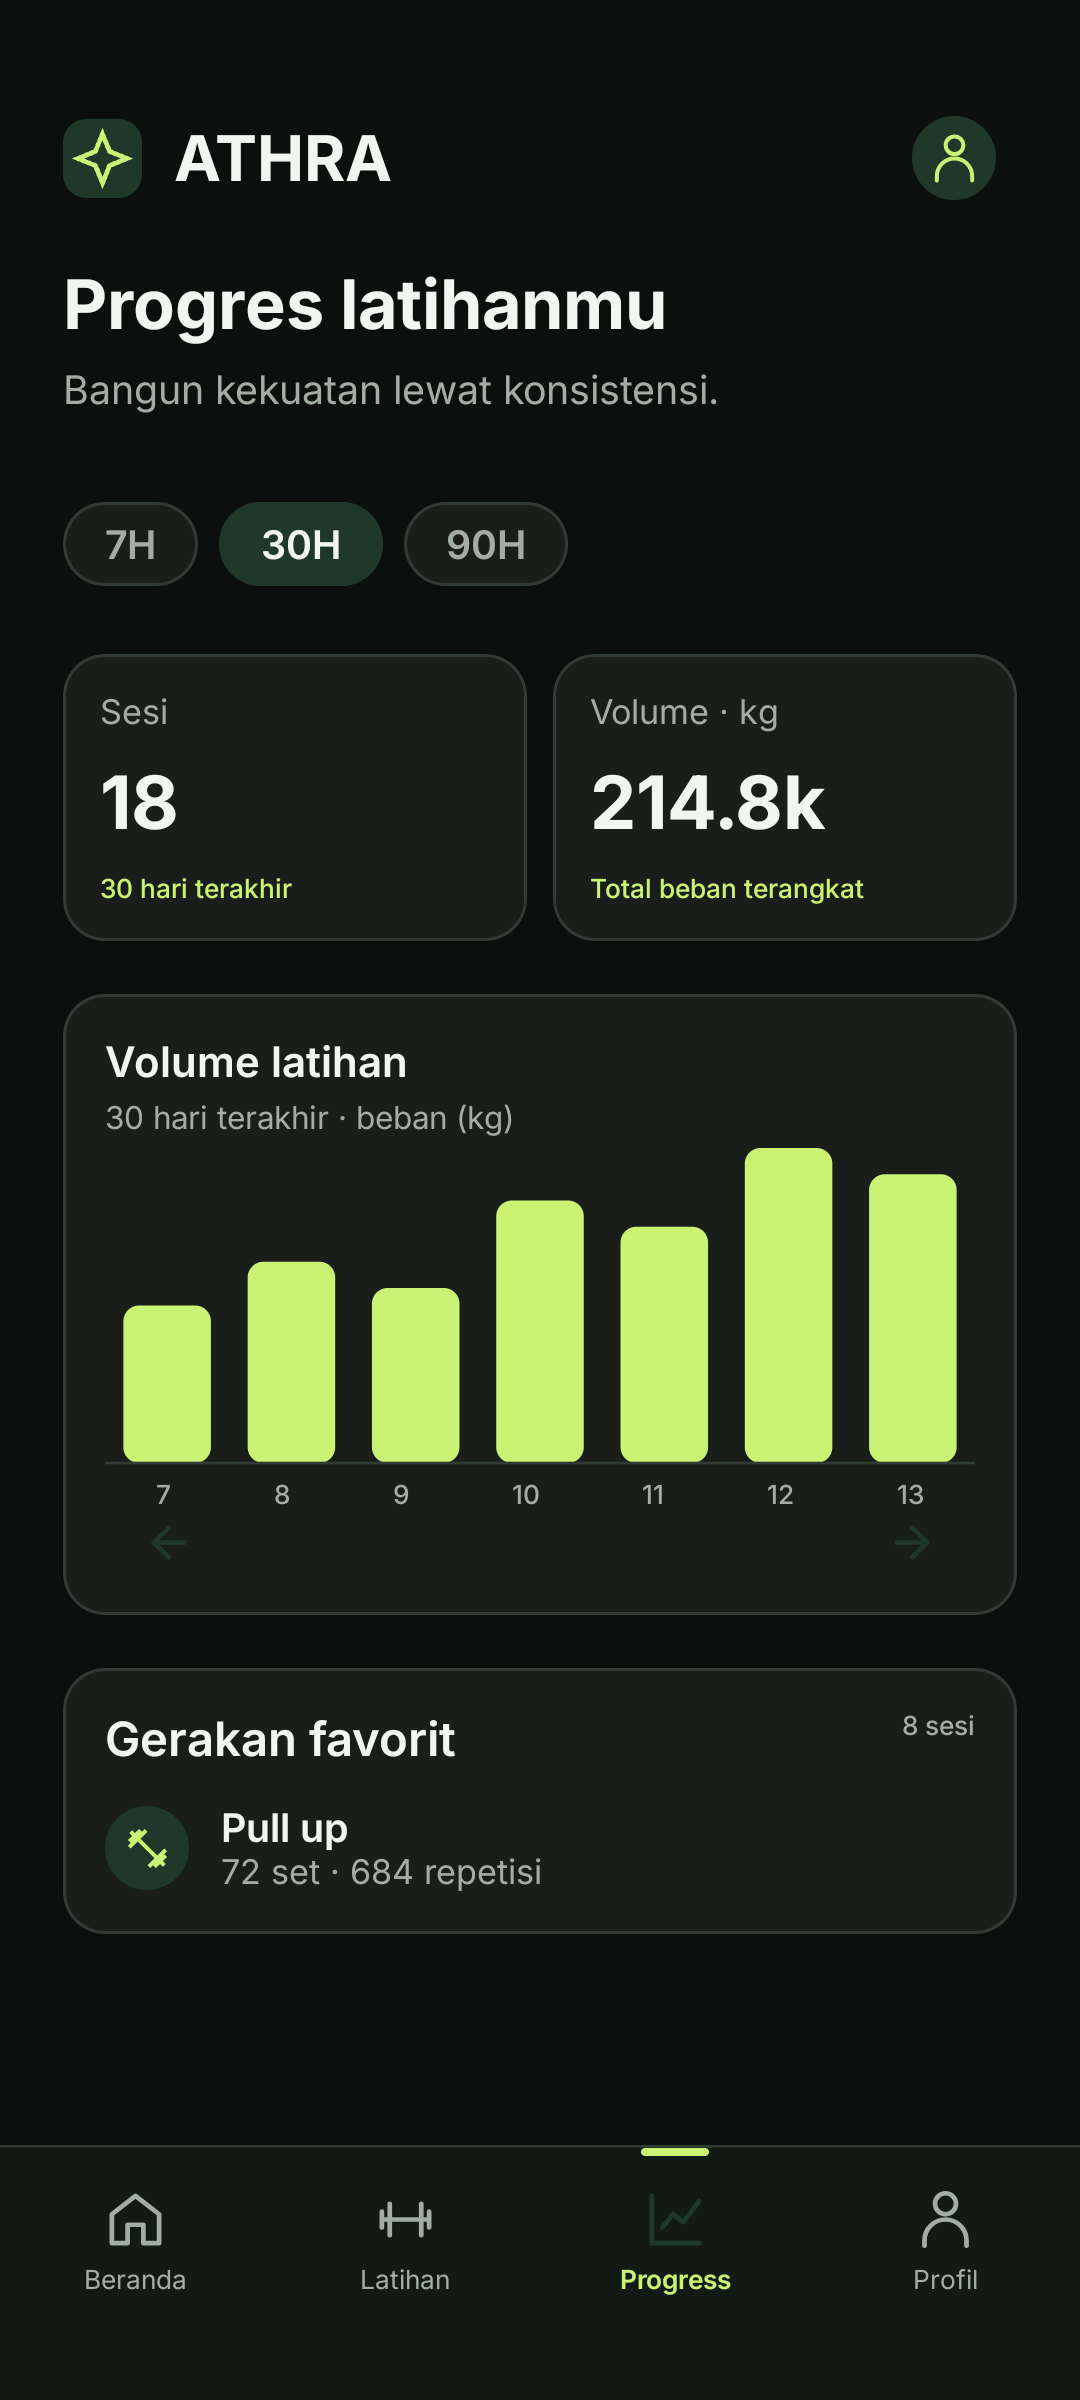 ATHRA
Progres latihanmu
Bangun kekuatan lewat konsistensi.
7H
30H
90H
Sesi
18
30 hari terakhir
Volume · kg
214.8k
Total beban terangkat
Volume latihan
30 hari terakhir · beban (kg)
7 8 9 10 11 12 13
Gerakan favorit
8 sesi
Pull up
72 set · 684 repetisi
Beranda
Latihan
Progress
Profil